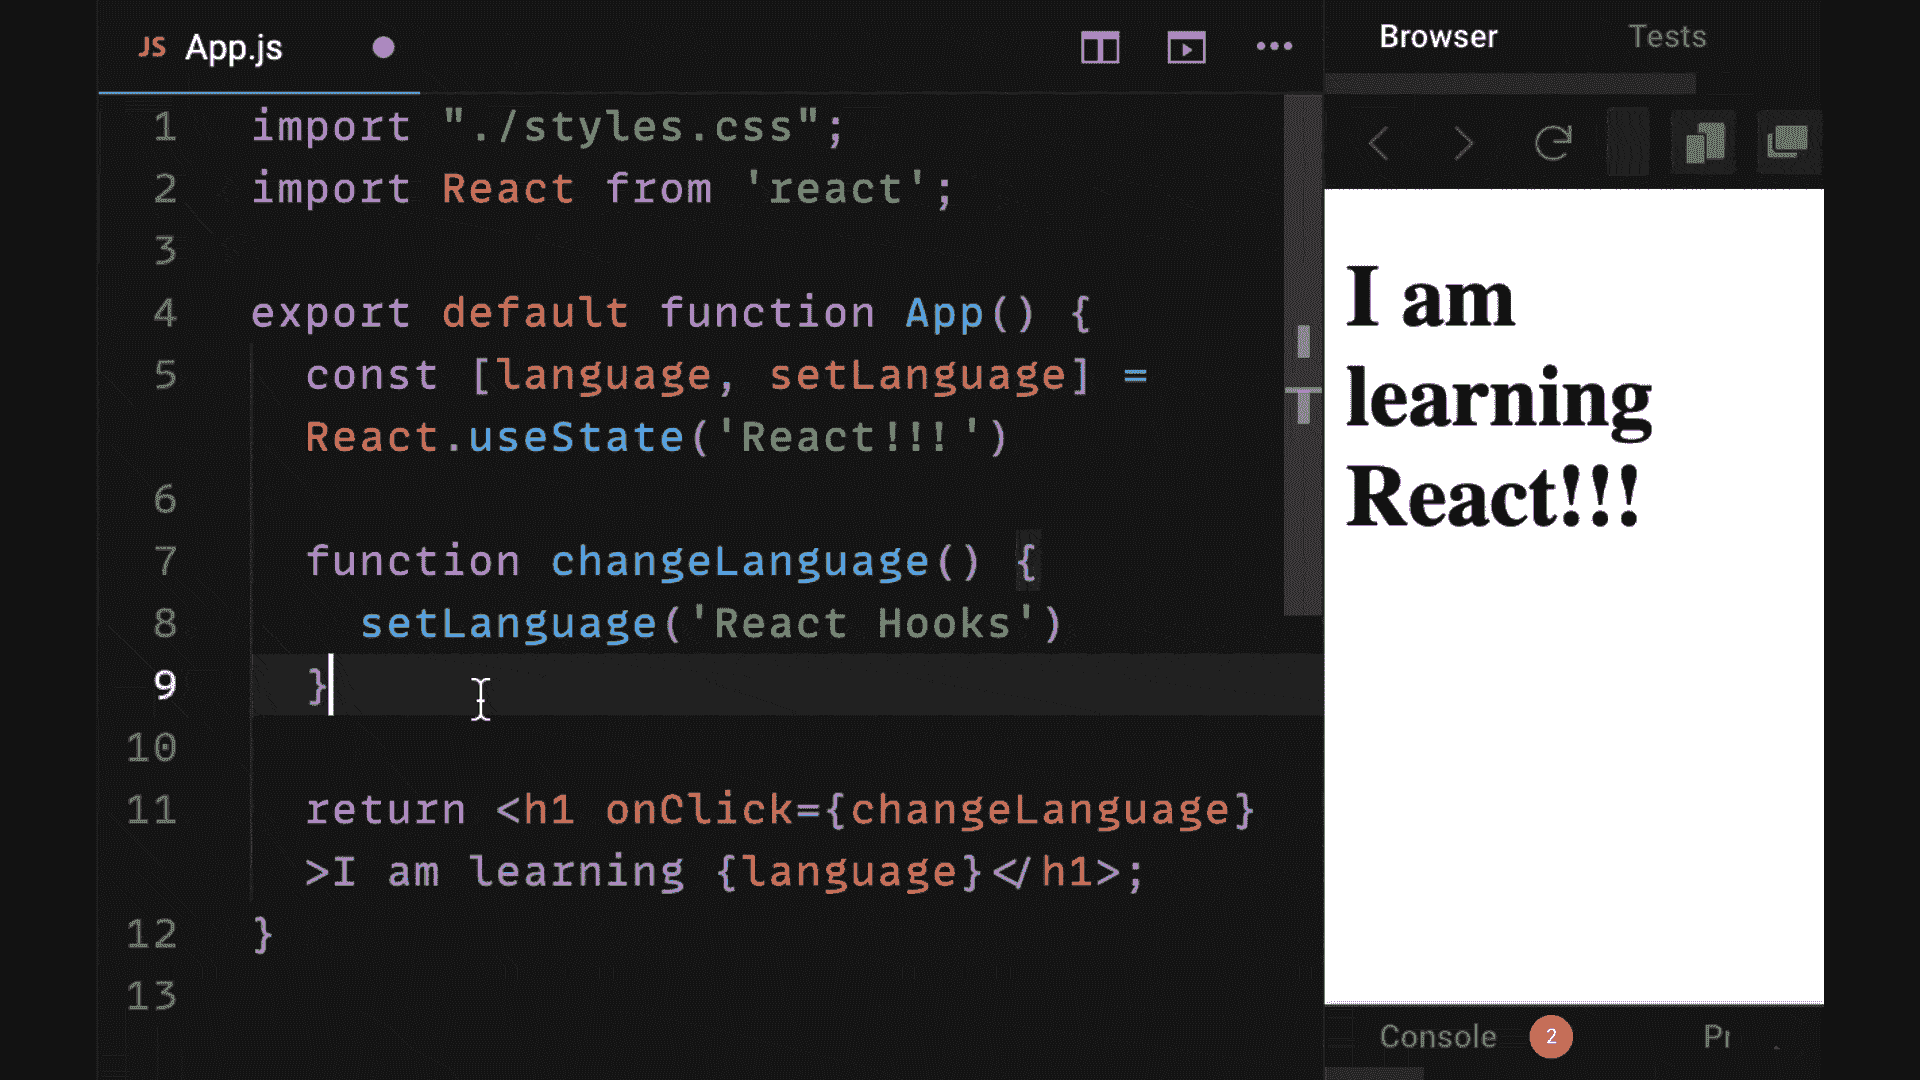 JS App.js
1 import "./styles.css";
2 import React from 'react';
3
4 export default function App() {
5 const [language, setLanguage] =
React.useState('React!!!')
6
7 function changeLanguage() {
8 setLanguage('React Hooks')
9 }
10
11 return <h1 onClick={changeLanguage}
>I am learning {language}</h1>;
12 }
13
Browser Tests
I am
learning
React!!!
Console 2